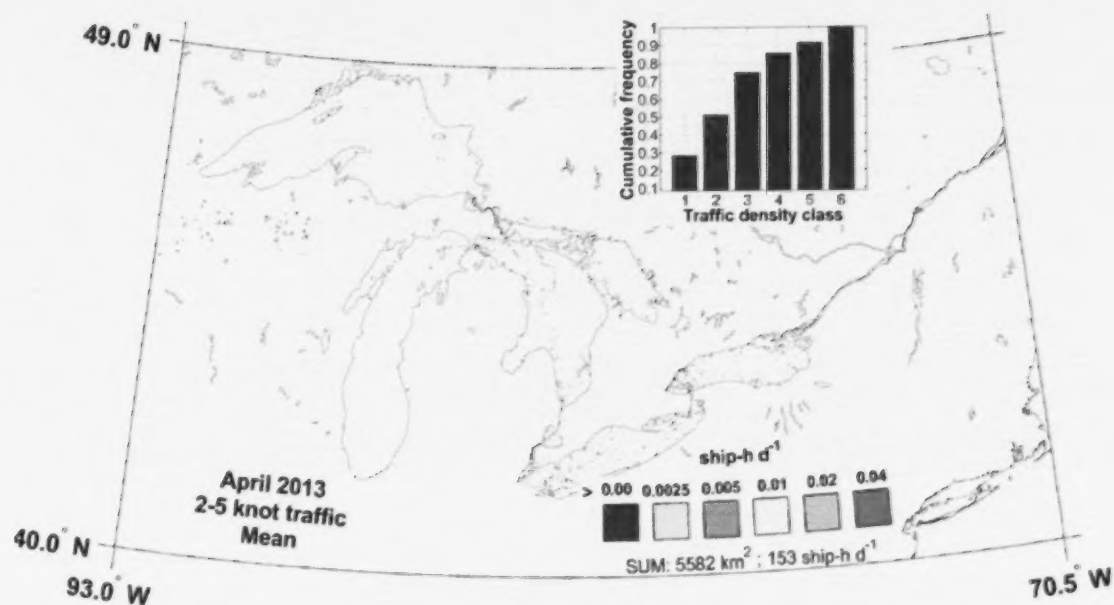 49.0° N
Cumulative frequency
1
0.9
0.8
0.7
0.6
0.5
0.4
0.3
0.2
0.1
1 2 3 4 5 6
Traffic density class
ship-h d⁻¹
> 0.00 0.0025 0.005 0.01 0.02 0.04
SUM: 5582 km² ; 153 ship-h d⁻¹
April 2013
2-5 knot traffic
Mean
40.0° N
93.0° W
70.5° W